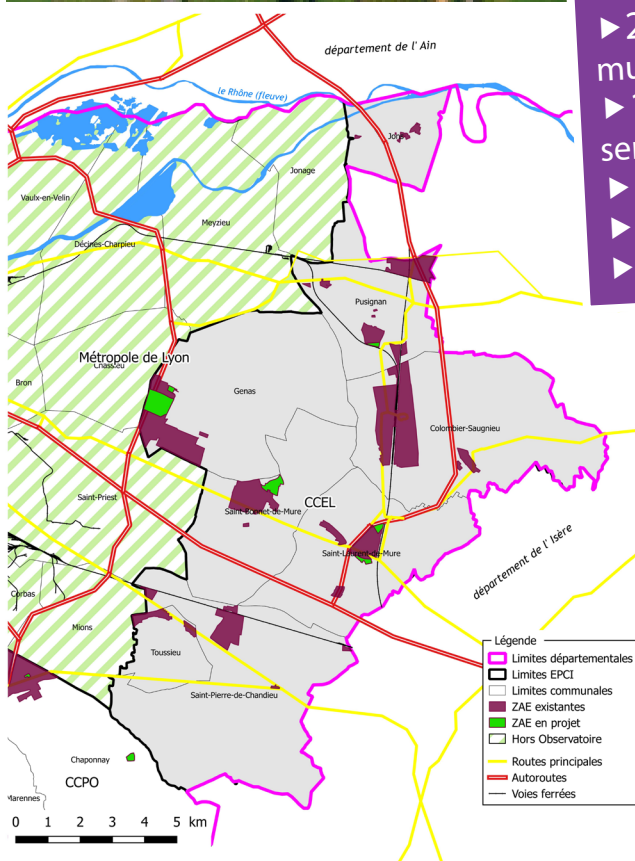 département de l' Ain
►2
mu
►
ser
►
►
►
le Rhône (fleuve)
Jons
Jonage
Vaulx-en-Velin
Meyzieu
Décines-Charpieu
Pusignan
Métropole de Lyon
Chassieu
Bron
Genas
Colombier-Saugnieu
Saint-Priest
CCEL
Saint-Bonnet-de-Mure
Saint-Laurent-de-Mure
département de l' Isère
Corbas
Mions
Toussieu
Saint-Pierre-de-Chandieu
Chaponnay
CCPO
Marennes
0 1 2 3 4 5 km
Légende
Limites départementales
Limites EPCI
Limites communales
ZAE existantes
ZAE en projet
Hors Observatoire
Routes principales
Autoroutes
Voies ferrées